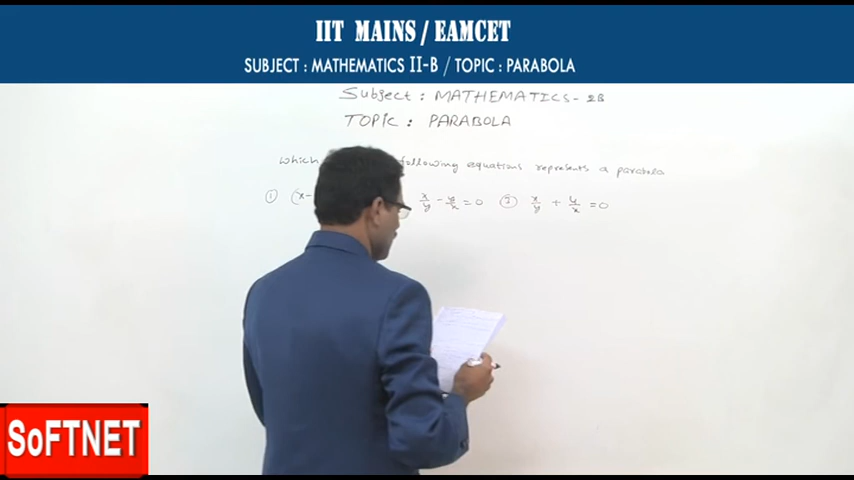 IIT MAINS / EAMCET
SUBJECT : MATHEMATICS II-B / TOPIC : PARABOLA
Subject : MATHEMATICS - 2B
TOPIC : PARABOLA
which following equations represents a parabola
① (x- x/y - y/x = 0 x/y + y/x = 0
SoFTNET